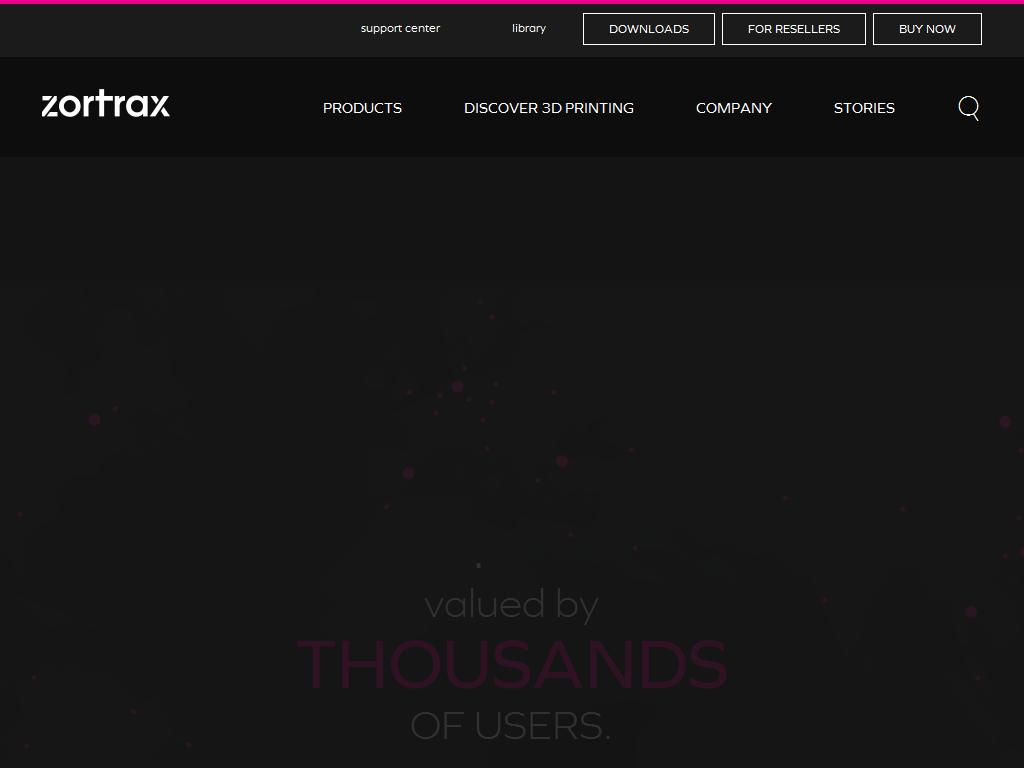 support center library DOWNLOADS FOR RESELLERS BUY NOW
zortrax PRODUCTS DISCOVER 3D PRINTING COMPANY STORIES
valued by
THOUSANDS
OF USERS.